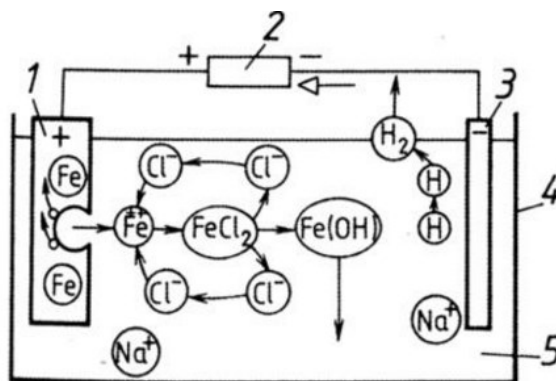 2
+ −
1 3
+ H₂ −
Fe Cl⁻ Cl⁻ H 4
Fe⁺⁺ FeCl₂ Fe(OH) H
Fe Cl⁻ Cl⁻
Na⁺ Na⁺ 5